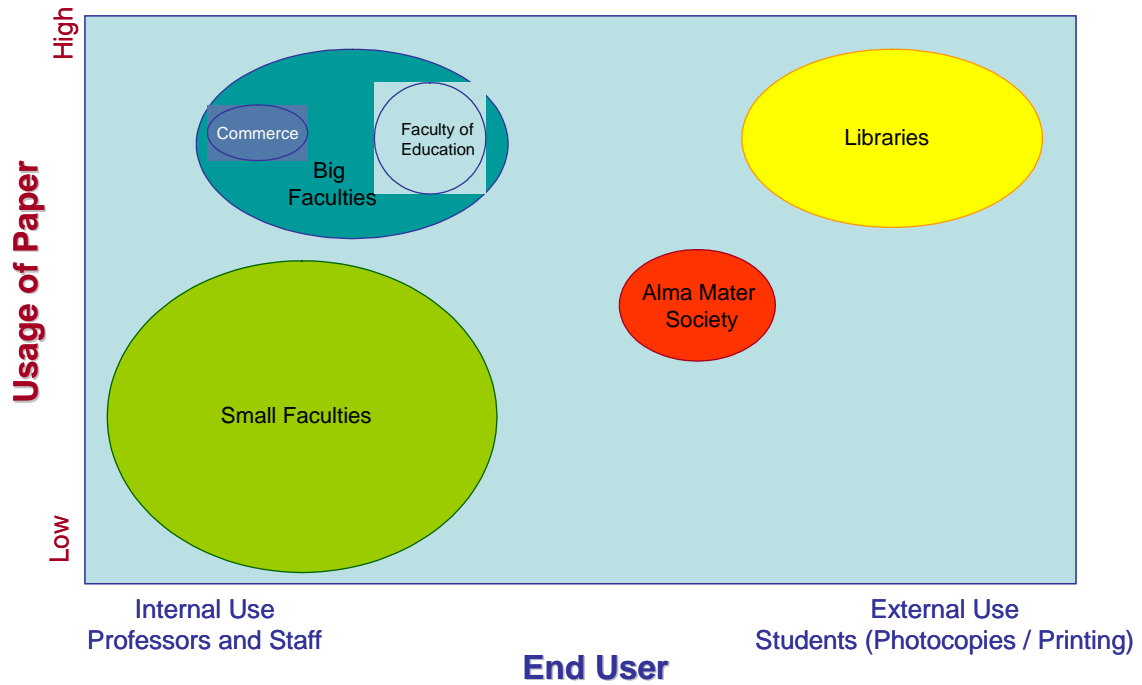 High
Commerce
Faculty of
Education
Big
Faculties
Libraries
Usage of Paper
Alma Mater
Society
Small Faculties
Low
Internal Use
Professors and Staff
External Use
Students (Photocopies / Printing)
End User